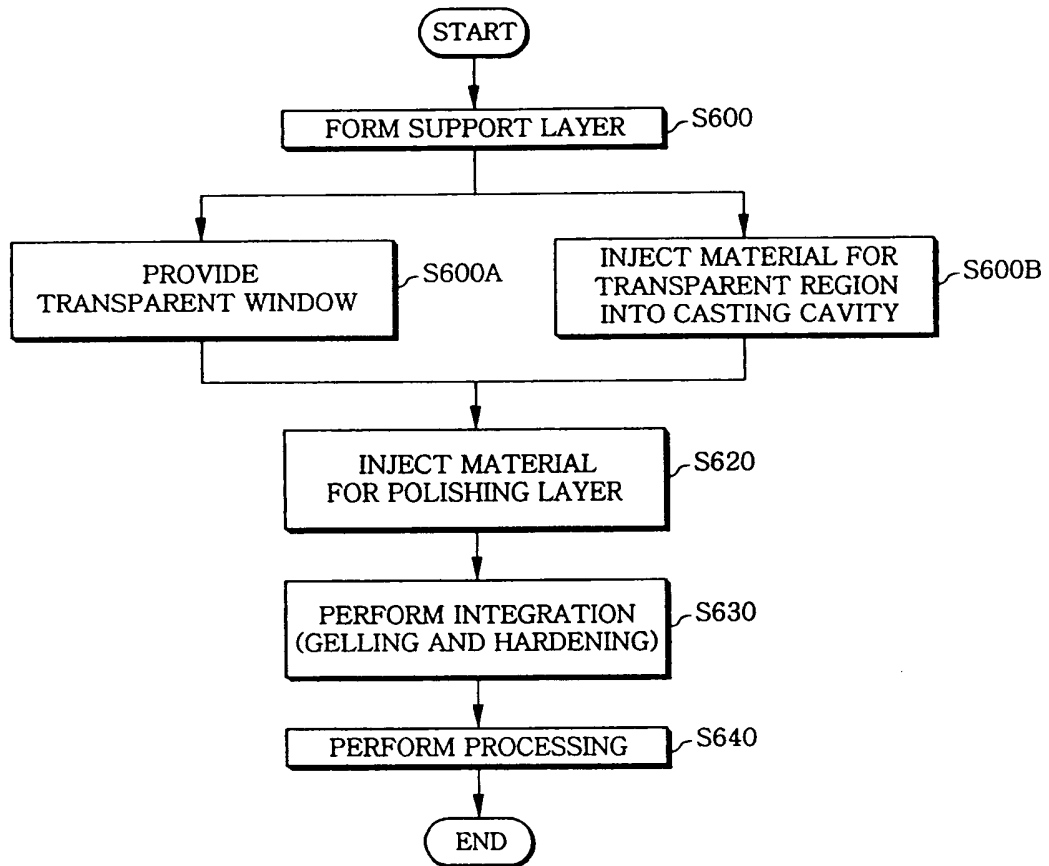 START
FORM SUPPORT LAYER
S600
PROVIDE
TRANSPARENT WINDOW
S600A
INJECT MATERIAL FOR
TRANSPARENT REGION
INTO CASTING CAVITY
S600B
INJECT MATERIAL
FOR POLISHING LAYER
S620
PERFORM INTEGRATION
(GELLING AND HARDENING)
S630
PERFORM PROCESSING
S640
END